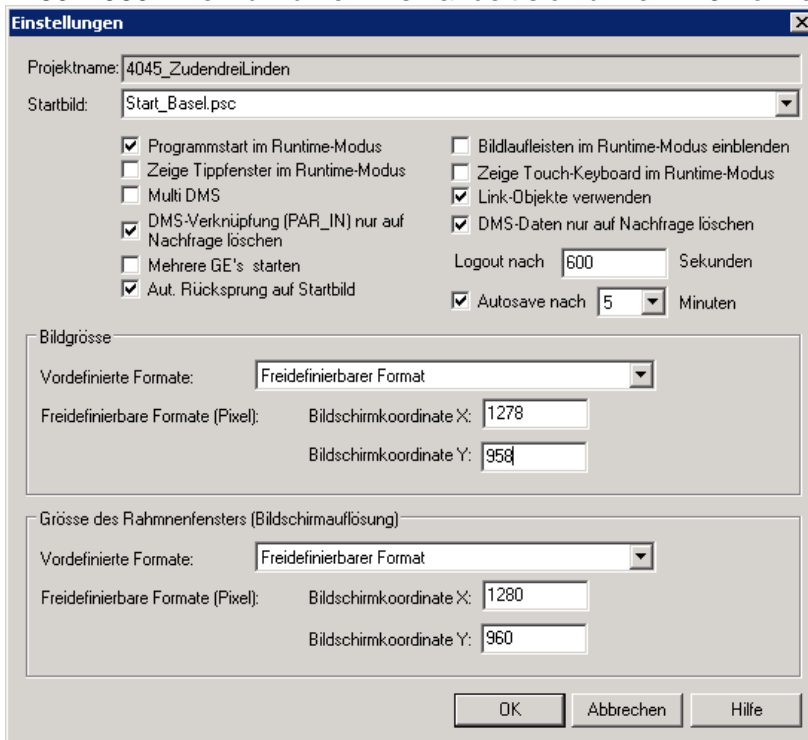 Einstellungen
Projektname: 4045_ZudendreiLinden
Startbild: Start_Basel.psc
Programmstart im Runtime-Modus
Zeige Tippfenster im Runtime-Modus
Multi DMS
DMS-Verknüpfung (PAR_IN) nur auf
Nachfrage löschen
Mehrere GE's starten
Aut. Rücksprung auf Startbild
Bildlaufleisten im Runtime-Modus einblenden
Zeige Touch-Keyboard im Runtime-Modus
Link-Objekte verwenden
DMS-Daten nur auf Nachfrage löschen
Logout nach 600 Sekunden
Autosave nach 5 Minuten
Bildgrösse
Vordefinierte Formate: Freidefinierbarer Format
Freidefinierbare Formate (Pixel): Bildschirmkoordinate X: 1278
Bildschirmkoordinate Y: 958
Grösse des Rahmnenfensters (Bildschirmauflösung)
Vordefinierte Formate: Freidefinierbarer Format
Freidefinierbare Formate (Pixel): Bildschirmkoordinate X: 1280
Bildschirmkoordinate Y: 960
OK Abbrechen Hilfe